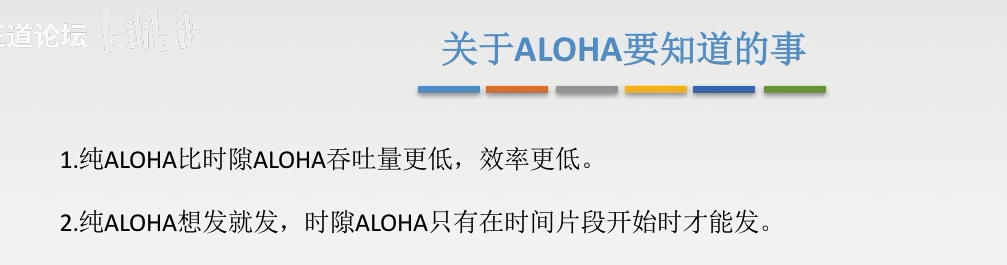 王道论坛 bilibili
关于ALOHA要知道的事
1.纯ALOHA比时隙ALOHA吞吐量更低，效率更低。
2.纯ALOHA想发就发，时隙ALOHA只有在时间片段开始时才能发。